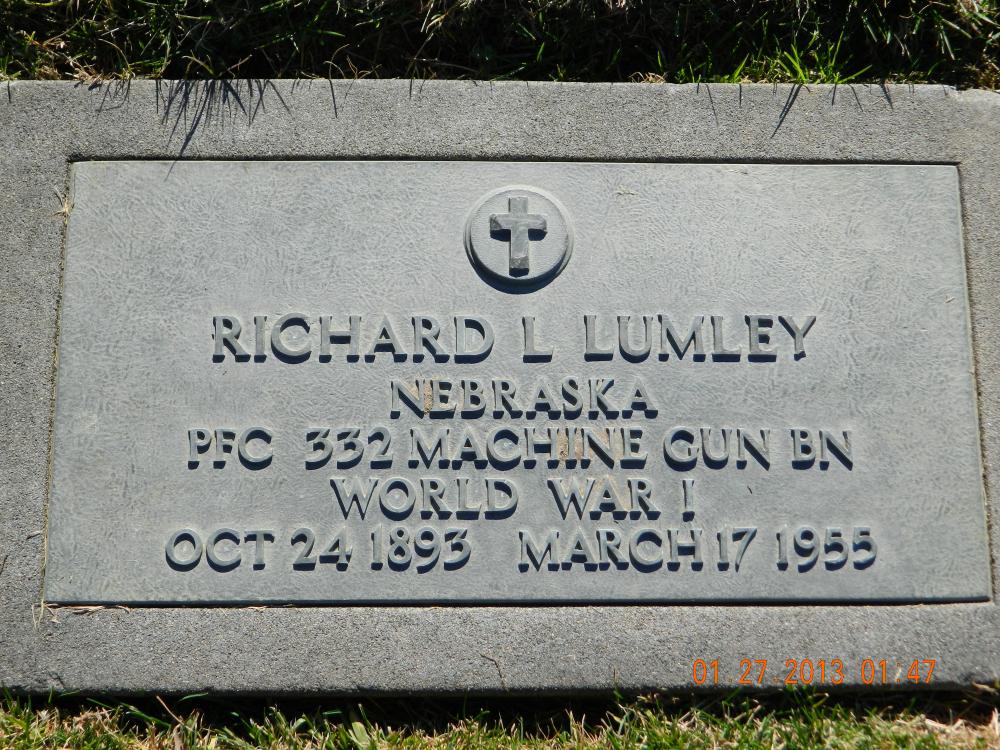 RICHARD L LUMLEY
NEBRASKA
PFC 332 MACHINE GUN BN
WORLD WAR I
OCT 24 1893 MARCH 17 1955
01.27.2013 01:47